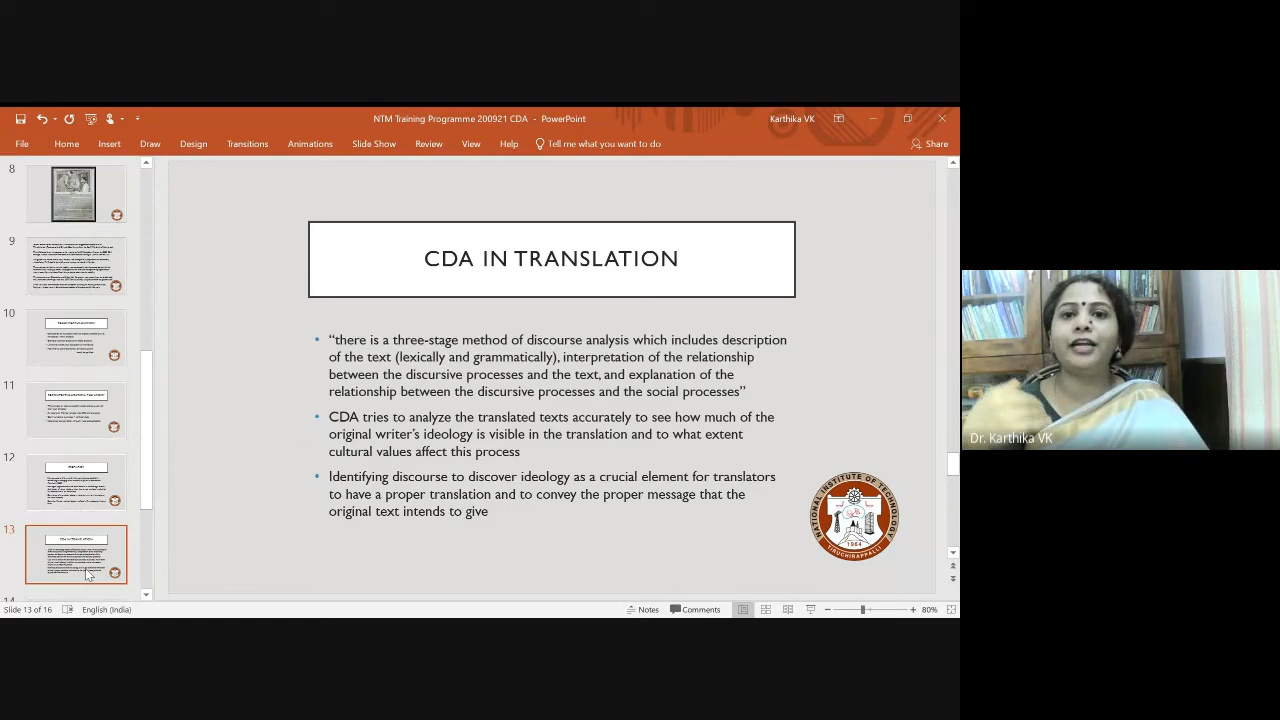 NTM Training Programme 200921 CDA - PowerPoint
Karthika VK
File Home Insert Draw Design Transitions Animations Slide Show Review View Help Tell me what you want to do Share
8
9
10
11
12
13
CDA IN TRANSLATION
CDA IN TRANSLATION
• “there is a three-stage method of discourse analysis which includes description
of the text (lexically and grammatically), interpretation of the relationship
between the discursive processes and the text, and explanation of the
relationship between the discursive processes and the social processes”
• CDA tries to analyze the translated texts accurately to see how much of the
original writer’s ideology is visible in the translation and to what extent
cultural values affect this process
• Identifying discourse to discover ideology as a crucial element for translators
to have a proper translation and to convey the proper message that the
original text intends to give
NATIONAL INSTITUTE OF TECHNOLOGY
1964
TIRUCHIRAPPALLI
Dr. Karthika VK
Slide 13 of 16 English (India) Notes Comments 80%